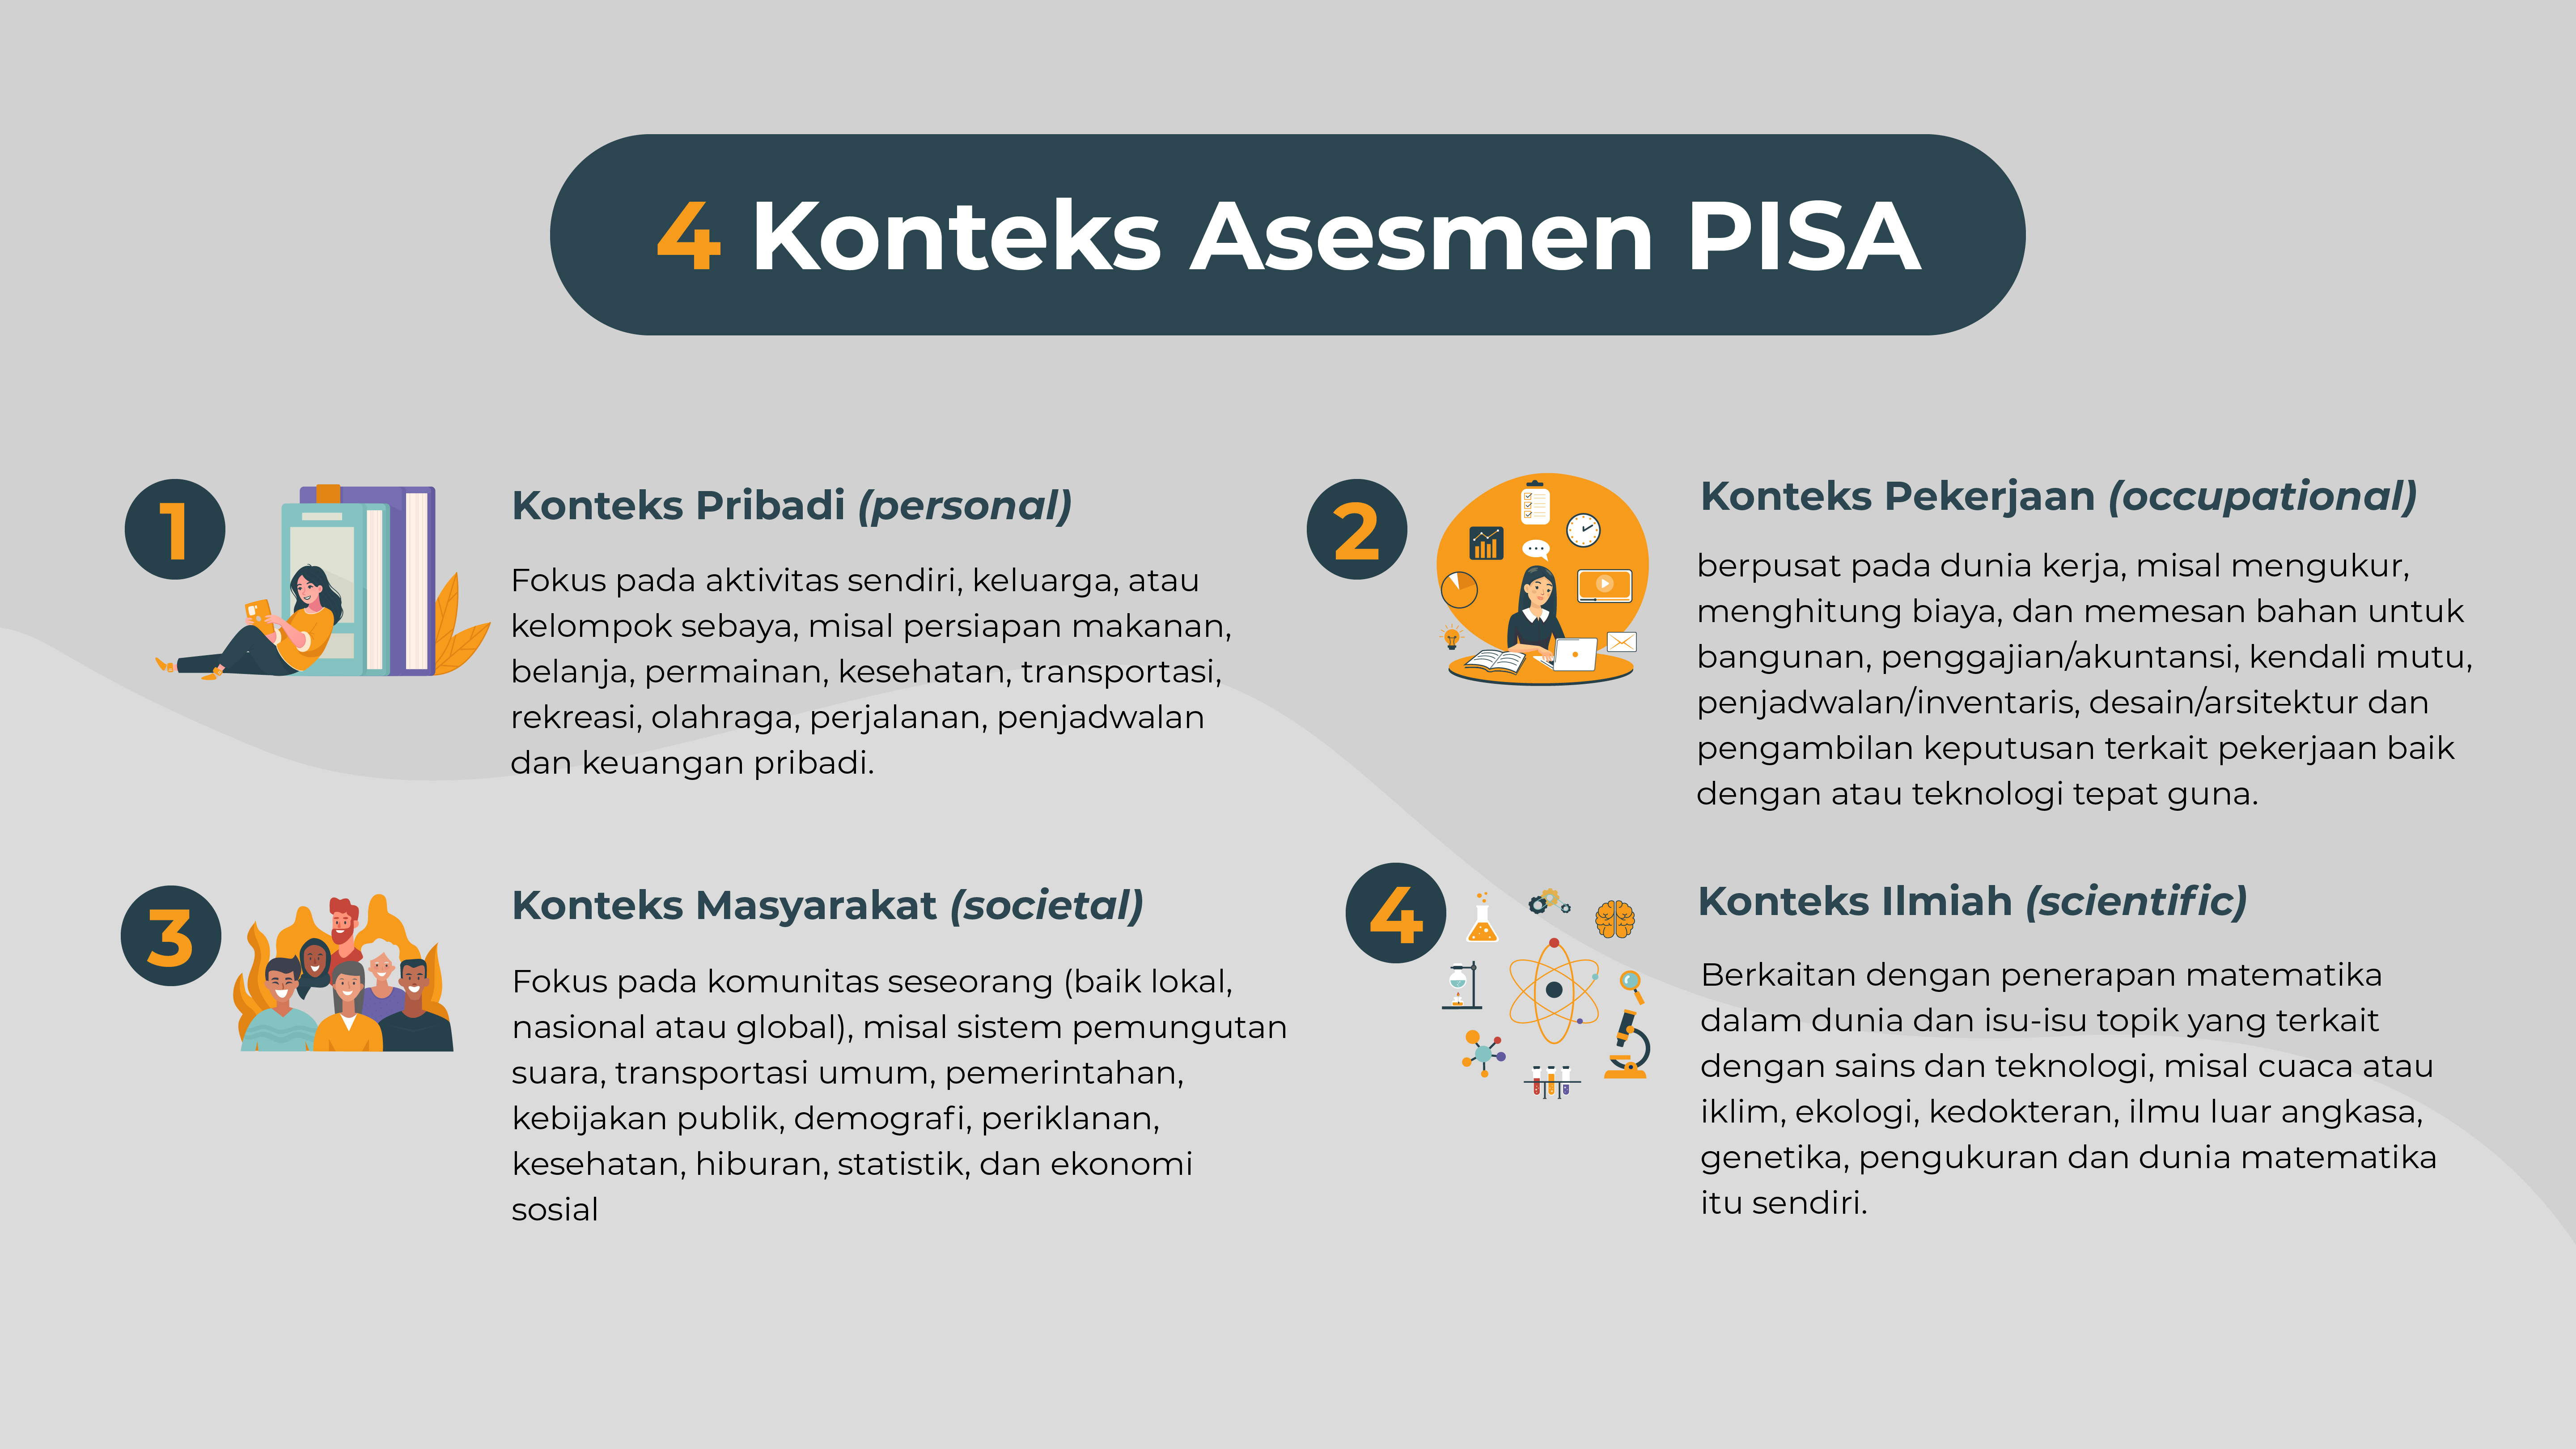 4 Konteks Asesmen PISA
1
Konteks Pribadi (personal)
Fokus pada aktivitas sendiri, keluarga, atau
kelompok sebaya, misal persiapan makanan,
belanja, permainan, kesehatan, transportasi,
rekreasi, olahraga, perjalanan, penjadwalan
dan keuangan pribadi.
2
Konteks Pekerjaan (occupational)
berpusat pada dunia kerja, misal mengukur,
menghitung biaya, dan memesan bahan untuk
bangunan, penggajian/akuntansi, kendali mutu,
penjadwalan/inventaris, desain/arsitektur dan
pengambilan keputusan terkait pekerjaan baik
dengan atau teknologi tepat guna.
3
Konteks Masyarakat (societal)
Fokus pada komunitas seseorang (baik lokal,
nasional atau global), misal sistem pemungutan
suara, transportasi umum, pemerintahan,
kebijakan publik, demografi, periklanan,
kesehatan, hiburan, statistik, dan ekonomi
sosial
4
Konteks Ilmiah (scientific)
Berkaitan dengan penerapan matematika
dalam dunia dan isu-isu topik yang terkait
dengan sains dan teknologi, misal cuaca atau
iklim, ekologi, kedokteran, ilmu luar angkasa,
genetika, pengukuran dan dunia matematika
itu sendiri.